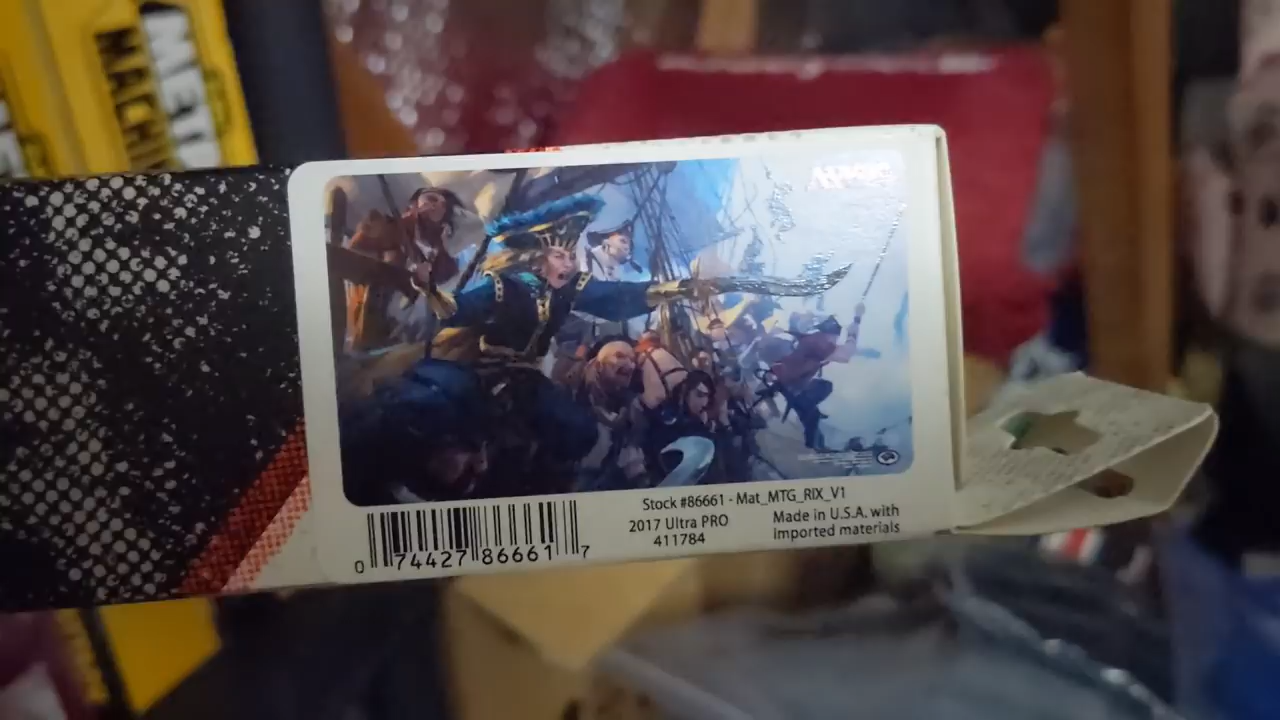 Stock #86661 - Mat_MTG_RIX_V1
2017 Ultra PRO
411784
Made in U.S.A. with
imported materials
0 74427 86661 7